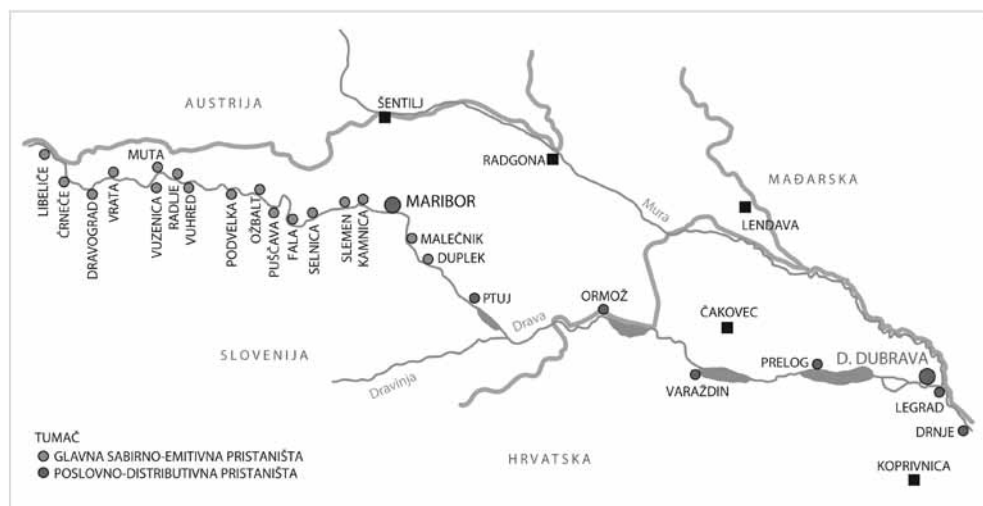 AUSTRIJA
ŠENTILJ
RADGONA
MAĐARSKA
LENDAVA
Mura
LIBELIČE
ČRNEČE
DRAVOGRAD
VRATA
MUTA
VUZENICA
RADLJE
VUHRED
PODVELKA
OŽBALT
PUŠČAVA
FALA
SELNICA
SLEMEN
KAMNICA
MARIBOR
MALEČNIK
DUPLEK
PTUJ
ORMOŽ
Drava
ČAKOVEC
SLOVENIJA
Dravinja
VARAŽDIN
PRELOG
D. DUBRAVA
LEGRAD
DRNJE
HRVATSKA
KOPRIVNICA
TUMAČ
GLAVNA SABIRNO-EMITIVNA PRISTANIŠTA
POSLOVNO-DISTRIBUTIVNA PRISTANIŠTA